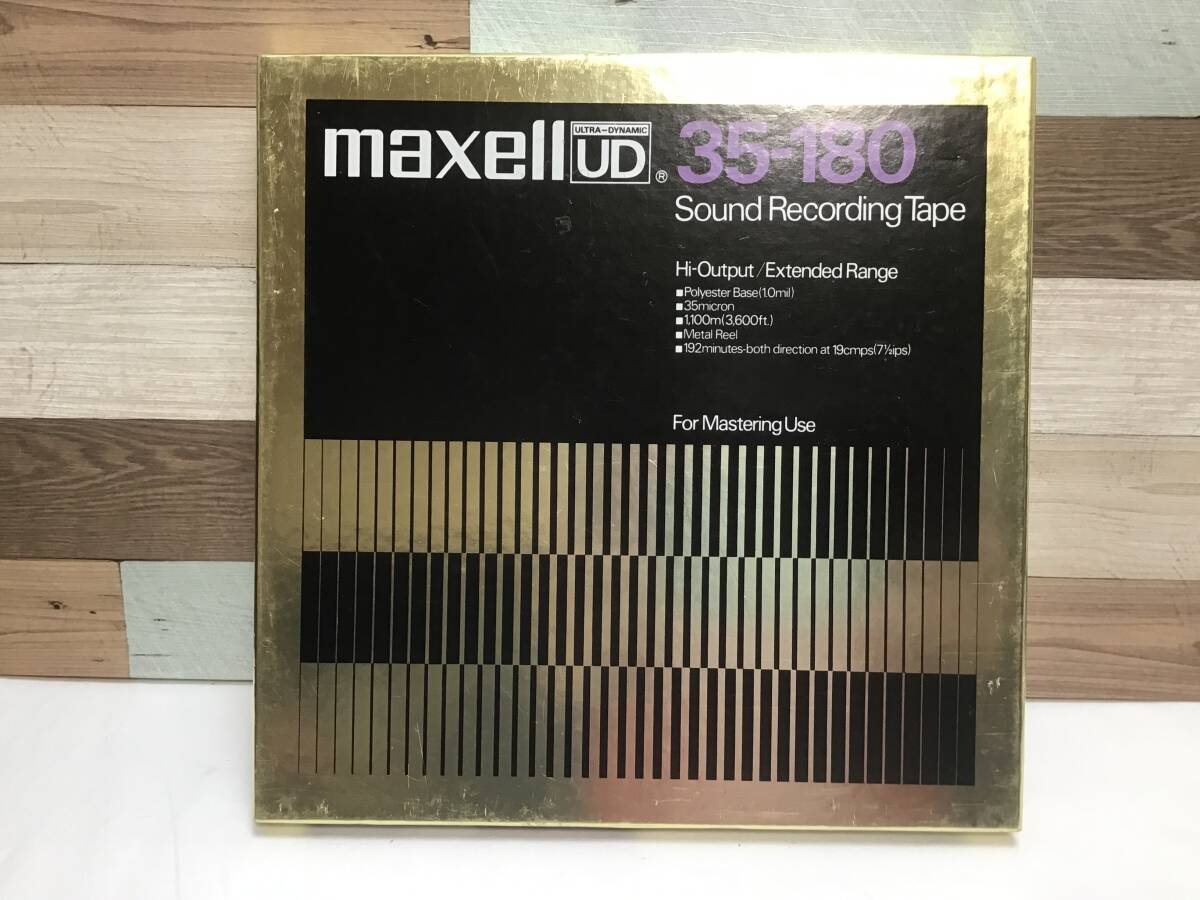 maxell ULTRA-DYNAMIC UD ® 35-180
Sound Recording Tape
Hi-Output/Extended Range
■Polyester Base(1.0mil)
■35micron
■1,100m(3,600ft.)
■Metal Reel
■192minutes-both direction at 19cmps(7½ips)
For Mastering Use